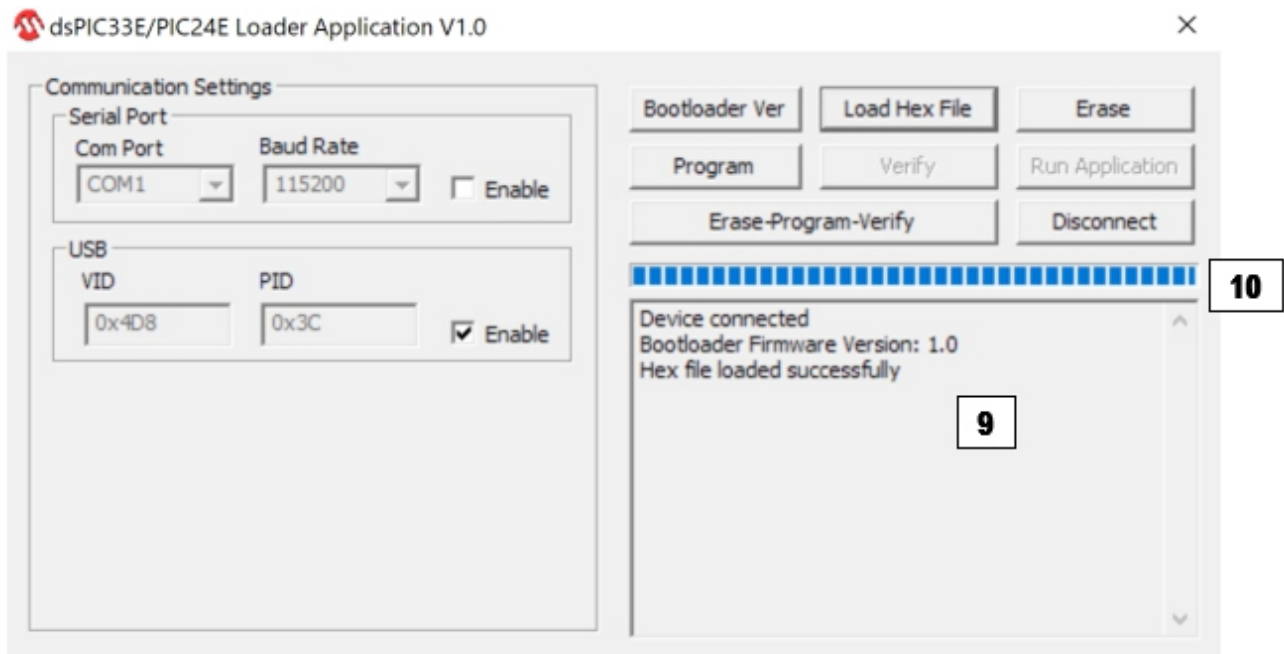 dsPIC33E/PIC24E Loader Application V1.0
Communication Settings
Serial Port
Com Port Baud Rate
COM1 115200 Enable
USB
VID PID
0x4D8 0x3C Enable
Bootloader Ver Load Hex File Erase
Program Verify Run Application
Erase-Program-Verify Disconnect
10
Device connected
Bootloader Firmware Version: 1.0
Hex file loaded successfully
9